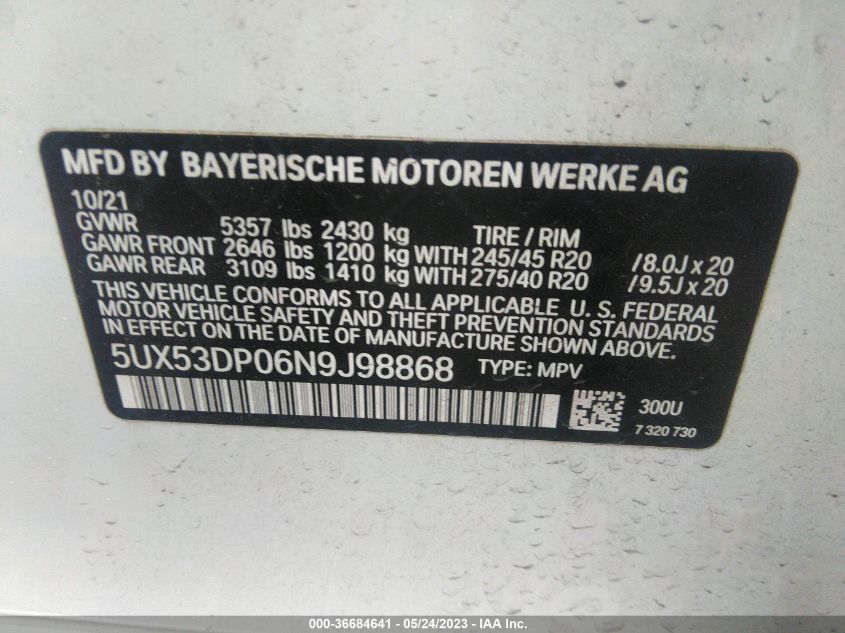 MFD BY BAYERISCHE MOTOREN WERKE AG
10/21
GVWR 5357 lbs 2430 kg TIRE / RIM
GAWR FRONT 2646 lbs 1200 kg WITH 245/45 R20 /8.0J x 20
GAWR REAR 3109 lbs 1410 kg WITH 275/40 R20 /9.5J x 20
THIS VEHICLE CONFORMS TO ALL APPLICABLE U. S. FEDERAL
MOTOR VEHICLE SAFETY AND THEFT PREVENTION STANDARDS
IN EFFECT ON THE DATE OF MANUFACTURE SHOWN ABOVE.
5UX53DP06N9J98868 TYPE: MPV
300U
7 320 730
000-36684641 - 05/24/2023 - IAA Inc.